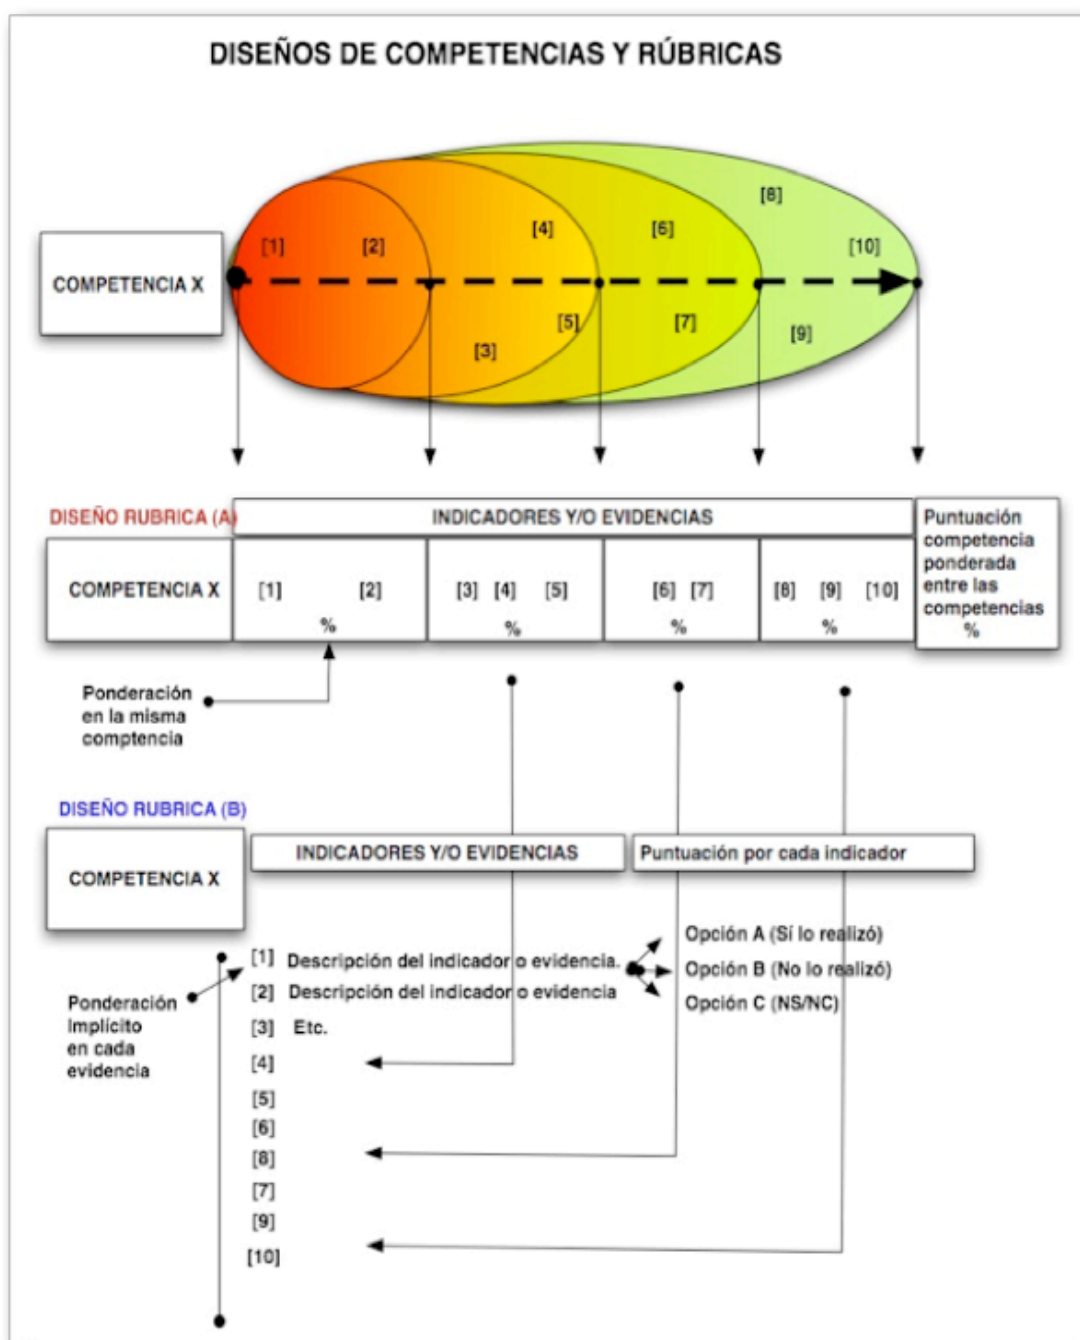 DISEÑOS DE COMPETENCIAS Y RÚBRICAS
[8]
[4]
[6]
[1]
[2]
[10]
COMPETENCIA X
[5]
[7]
[9]
[3]
DISEÑO RUBRICA (A)
INDICADORES Y/O EVIDENCIAS
Puntuación
competencia
ponderada
entre las
competencias
%
COMPETENCIA X
[1] [2]
%
[3] [4] [5]
%
[6] [7]
%
[8] [9] [10]
%
Ponderación
en la misma
comptencia
DISEÑO RUBRICA (B)
COMPETENCIA X
INDICADORES Y/O EVIDENCIAS
Puntuación por cada indicador
Ponderación
Implícito
en cada
evidencia
[1] Descripción del indicador o evidencia.
[2] Descripción del indicador o evidencia
[3] Etc.
[4]
[5]
[6]
[8]
[7]
[9]
[10]
Opción A (Sí lo realizó)
Opción B (No lo realizó)
Opción C (NS/NC)